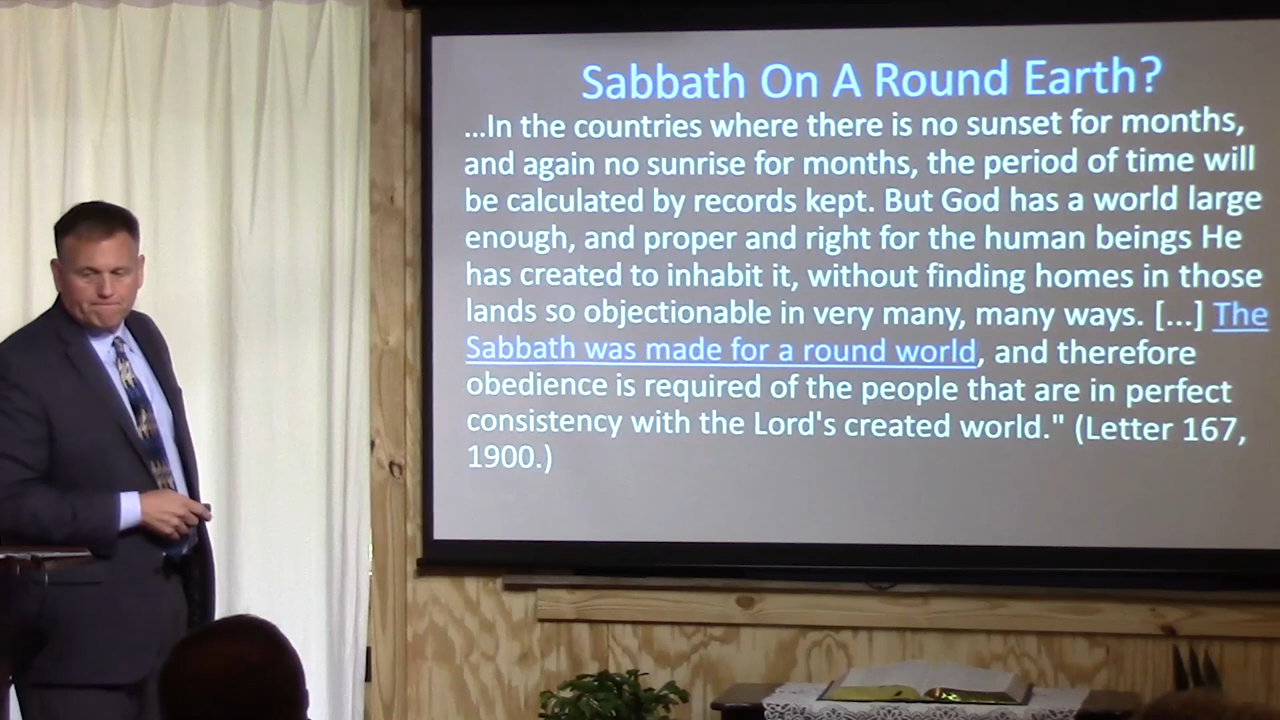 Sabbath On A Round Earth?
...In the countries where there is no sunset for months,
and again no sunrise for months, the period of time will
be calculated by records kept. But God has a world large
enough, and proper and right for the human beings He
has created to inhabit it, without finding homes in those
lands so objectionable in very many, many ways. [...] The
Sabbath was made for a round world, and therefore
obedience is required of the people that are in perfect
consistency with the Lord's created world." (Letter 167,
1900.)